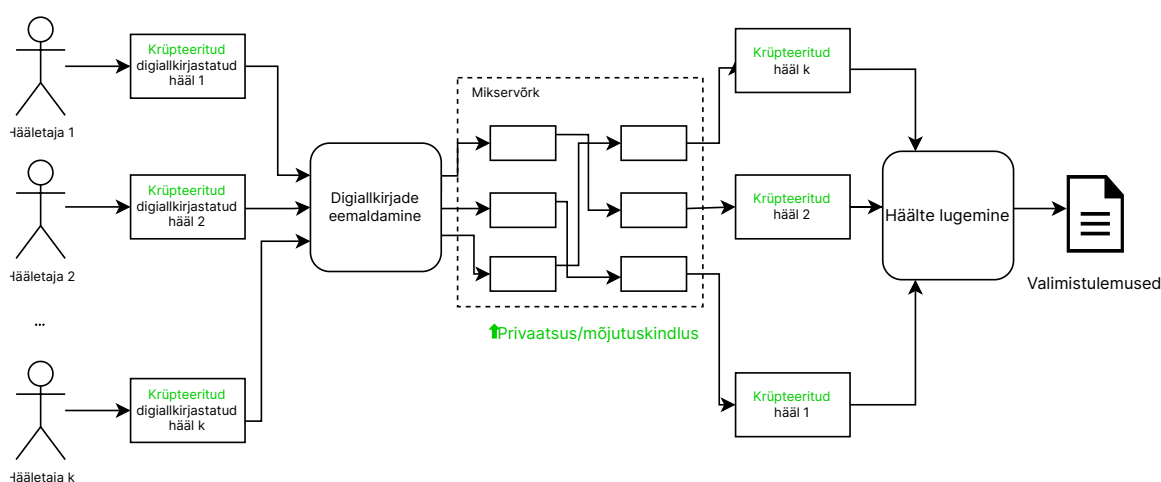 Krüpteeritud
digiallkirjastatud
hääl 1
Hääletaja 1
Krüpteeritud
digiallkirjastatud
hääl 2
Hääletaja 2
...
Krüpteeritud
digiallkirjastatud
hääl k
Hääletaja k
Digiallkirjade
eemaldamine
Mikservõrk
Privaatsus/mõjutuskindlus
Krüpteeritud
hääl k
Krüpteeritud
hääl 2
Krüpteeritud
hääl 1
Häälte lugemine
Valimistulemused